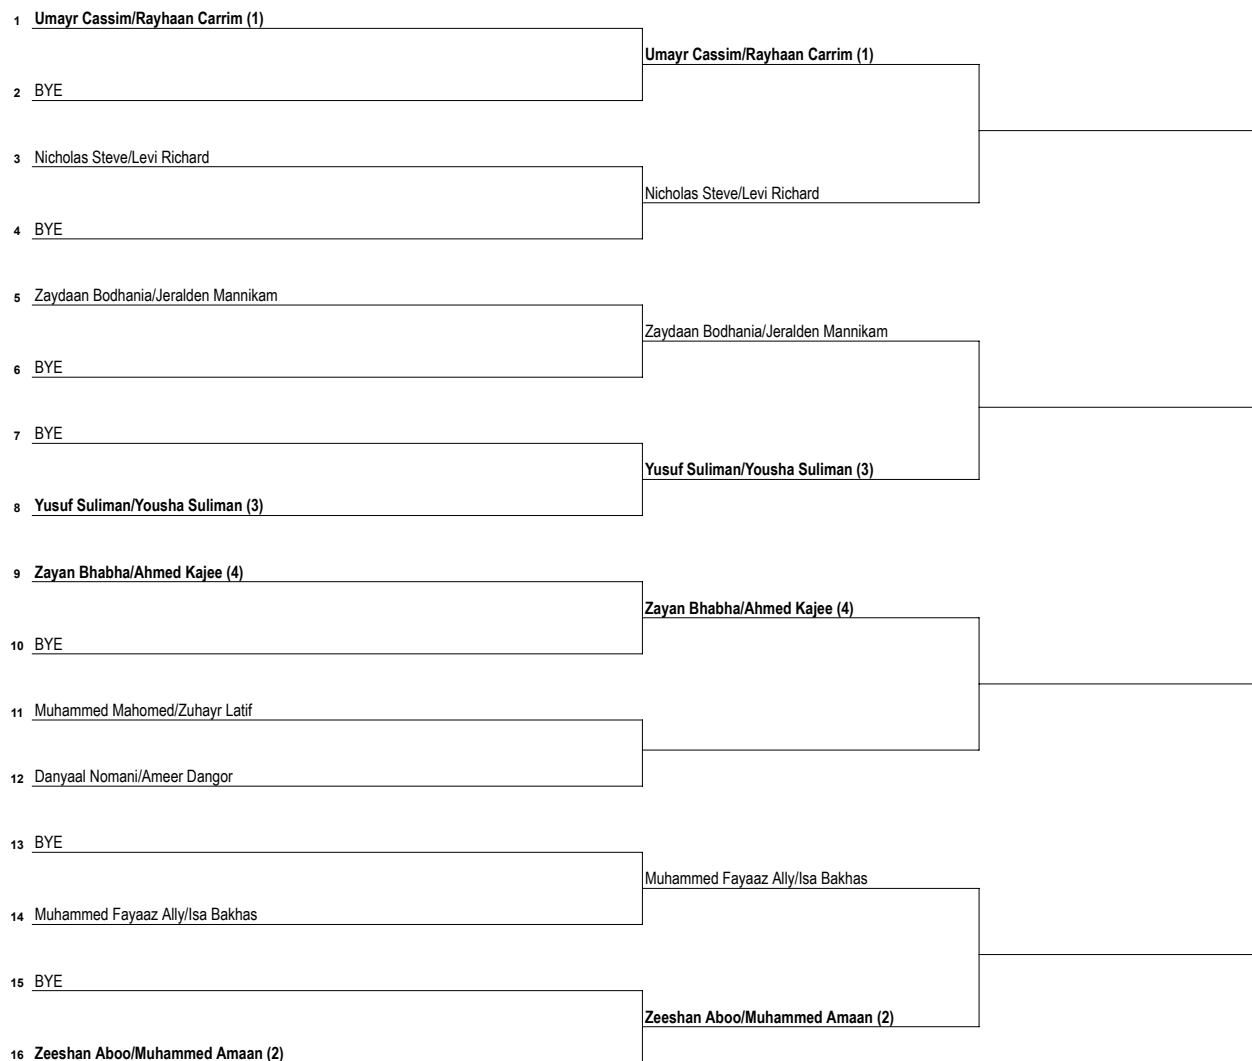 1 Umayr Cassim/Rayhaan Carrim (1)
Umayr Cassim/Rayhaan Carrim (1)
2 BYE
3 Nicholas Steve/Levi Richard
Nicholas Steve/Levi Richard
4 BYE
5 Zaydaan Bodhania/Jeralden Mannikam
Zaydaan Bodhania/Jeralden Mannikam
6 BYE
7 BYE
Yusuf Suliman/Yousha Suliman (3)
8 Yusuf Suliman/Yousha Suliman (3)
9 Zayan Bhabha/Ahmed Kajee (4)
Zayan Bhabha/Ahmed Kajee (4)
10 BYE
11 Muhammed Mahomed/Zuhayr Latif
12 Danyaal Nomani/Ameer Dangor
13 BYE
Muhammed Fayaaz Ally/Isa Bakhas
14 Muhammed Fayaaz Ally/Isa Bakhas
15 BYE
Zeeshan Aboo/Muhammed Amaan (2)
16 Zeeshan Aboo/Muhammed Amaan (2)